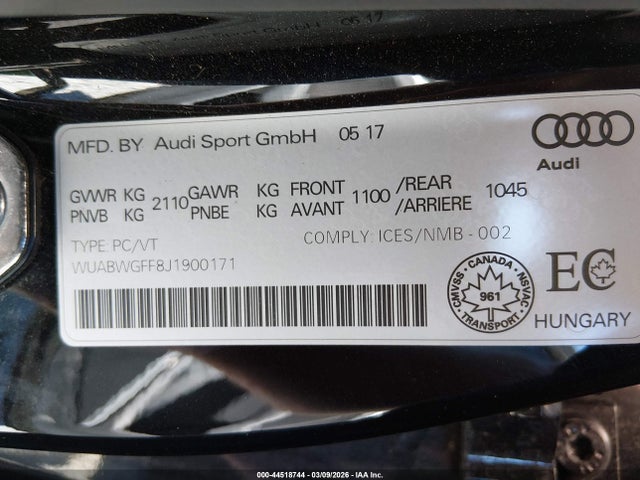 MFD. BY Audi Sport GmbH 05 17
Audi
GVWR KG 2110 GAWR KG FRONT 1100 /REAR 1045
PNVB KG PNBE KG AVANT /ARRIERE
TYPE: PC/VT COMPLY: ICES/NMB - 002
WUABWGFF8J1900171
CMVSS • CANADA • NSVAC
961
TRANSPORT
EC
HUNGARY
000-44518744 | 03/09/2026 | IAA Inc.